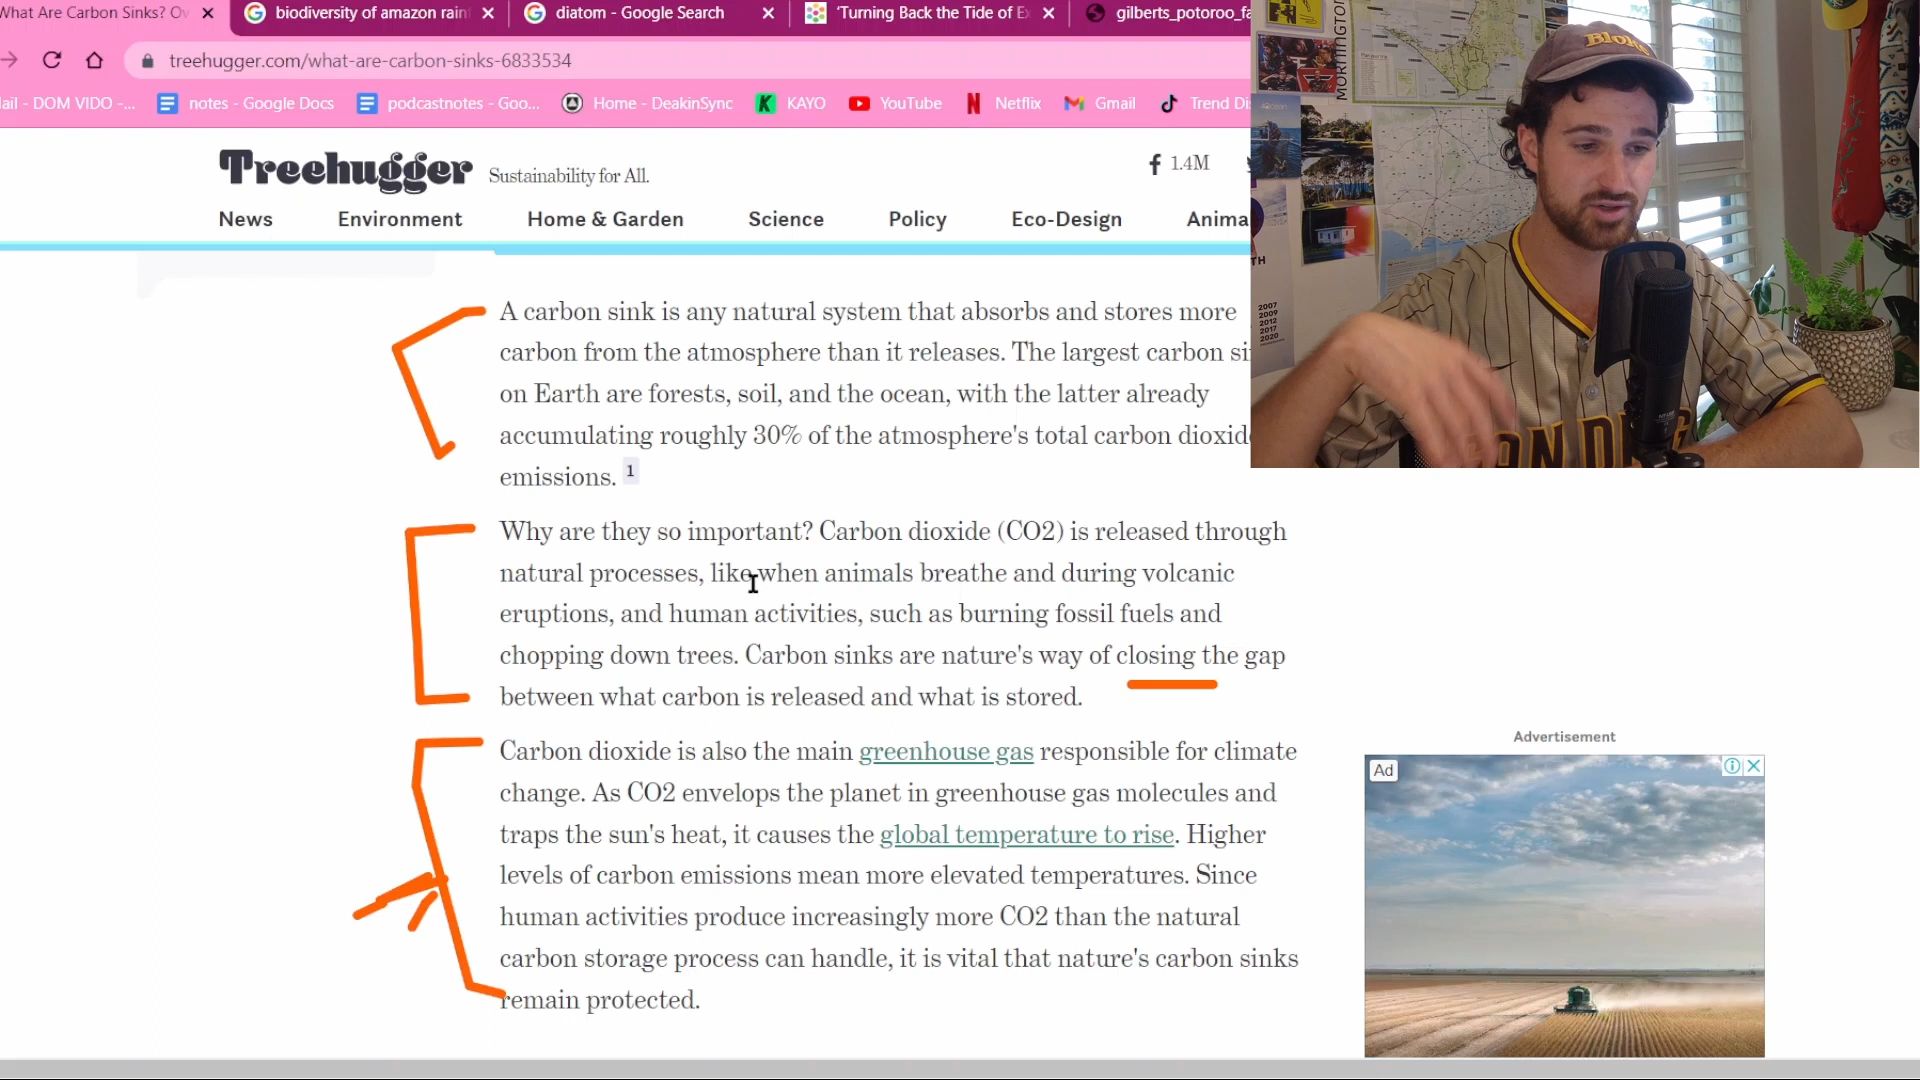 What Are Carbon Sinks? Ov
biodiversity of amazon rain
diatom - Google Search
'Turning Back the Tide of Ex
gilberts_potoroo_fa
treehugger.com/what-are-carbon-sinks-6833534
ail - DOM VIDO -...
notes - Google Docs
podcastnotes - Goo...
Home - DeakinSync
KAYO
YouTube
Netflix
Gmail
Trend Di
Treehugger
Sustainability for All.
1.4M
News
Environment
Home & Garden
Science
Policy
Eco-Design
Anima
A carbon sink is any natural system that absorbs and stores more
carbon from the atmosphere than it releases. The largest carbon si
on Earth are forests, soil, and the ocean, with the latter already
accumulating roughly 30% of the atmosphere's total carbon dioxid
emissions. 1
Why are they so important? Carbon dioxide (CO2) is released through
natural processes, like when animals breathe and during volcanic
eruptions, and human activities, such as burning fossil fuels and
chopping down trees. Carbon sinks are nature's way of closing the gap
between what carbon is released and what is stored.
Carbon dioxide is also the main greenhouse gas responsible for climate
change. As CO2 envelops the planet in greenhouse gas molecules and
traps the sun's heat, it causes the global temperature to rise. Higher
levels of carbon emissions mean more elevated temperatures. Since
human activities produce increasingly more CO2 than the natural
carbon storage process can handle, it is vital that nature's carbon sinks
remain protected.
Advertisement
Ad
MORNINGTON
2007
2009
2012
2017
2020